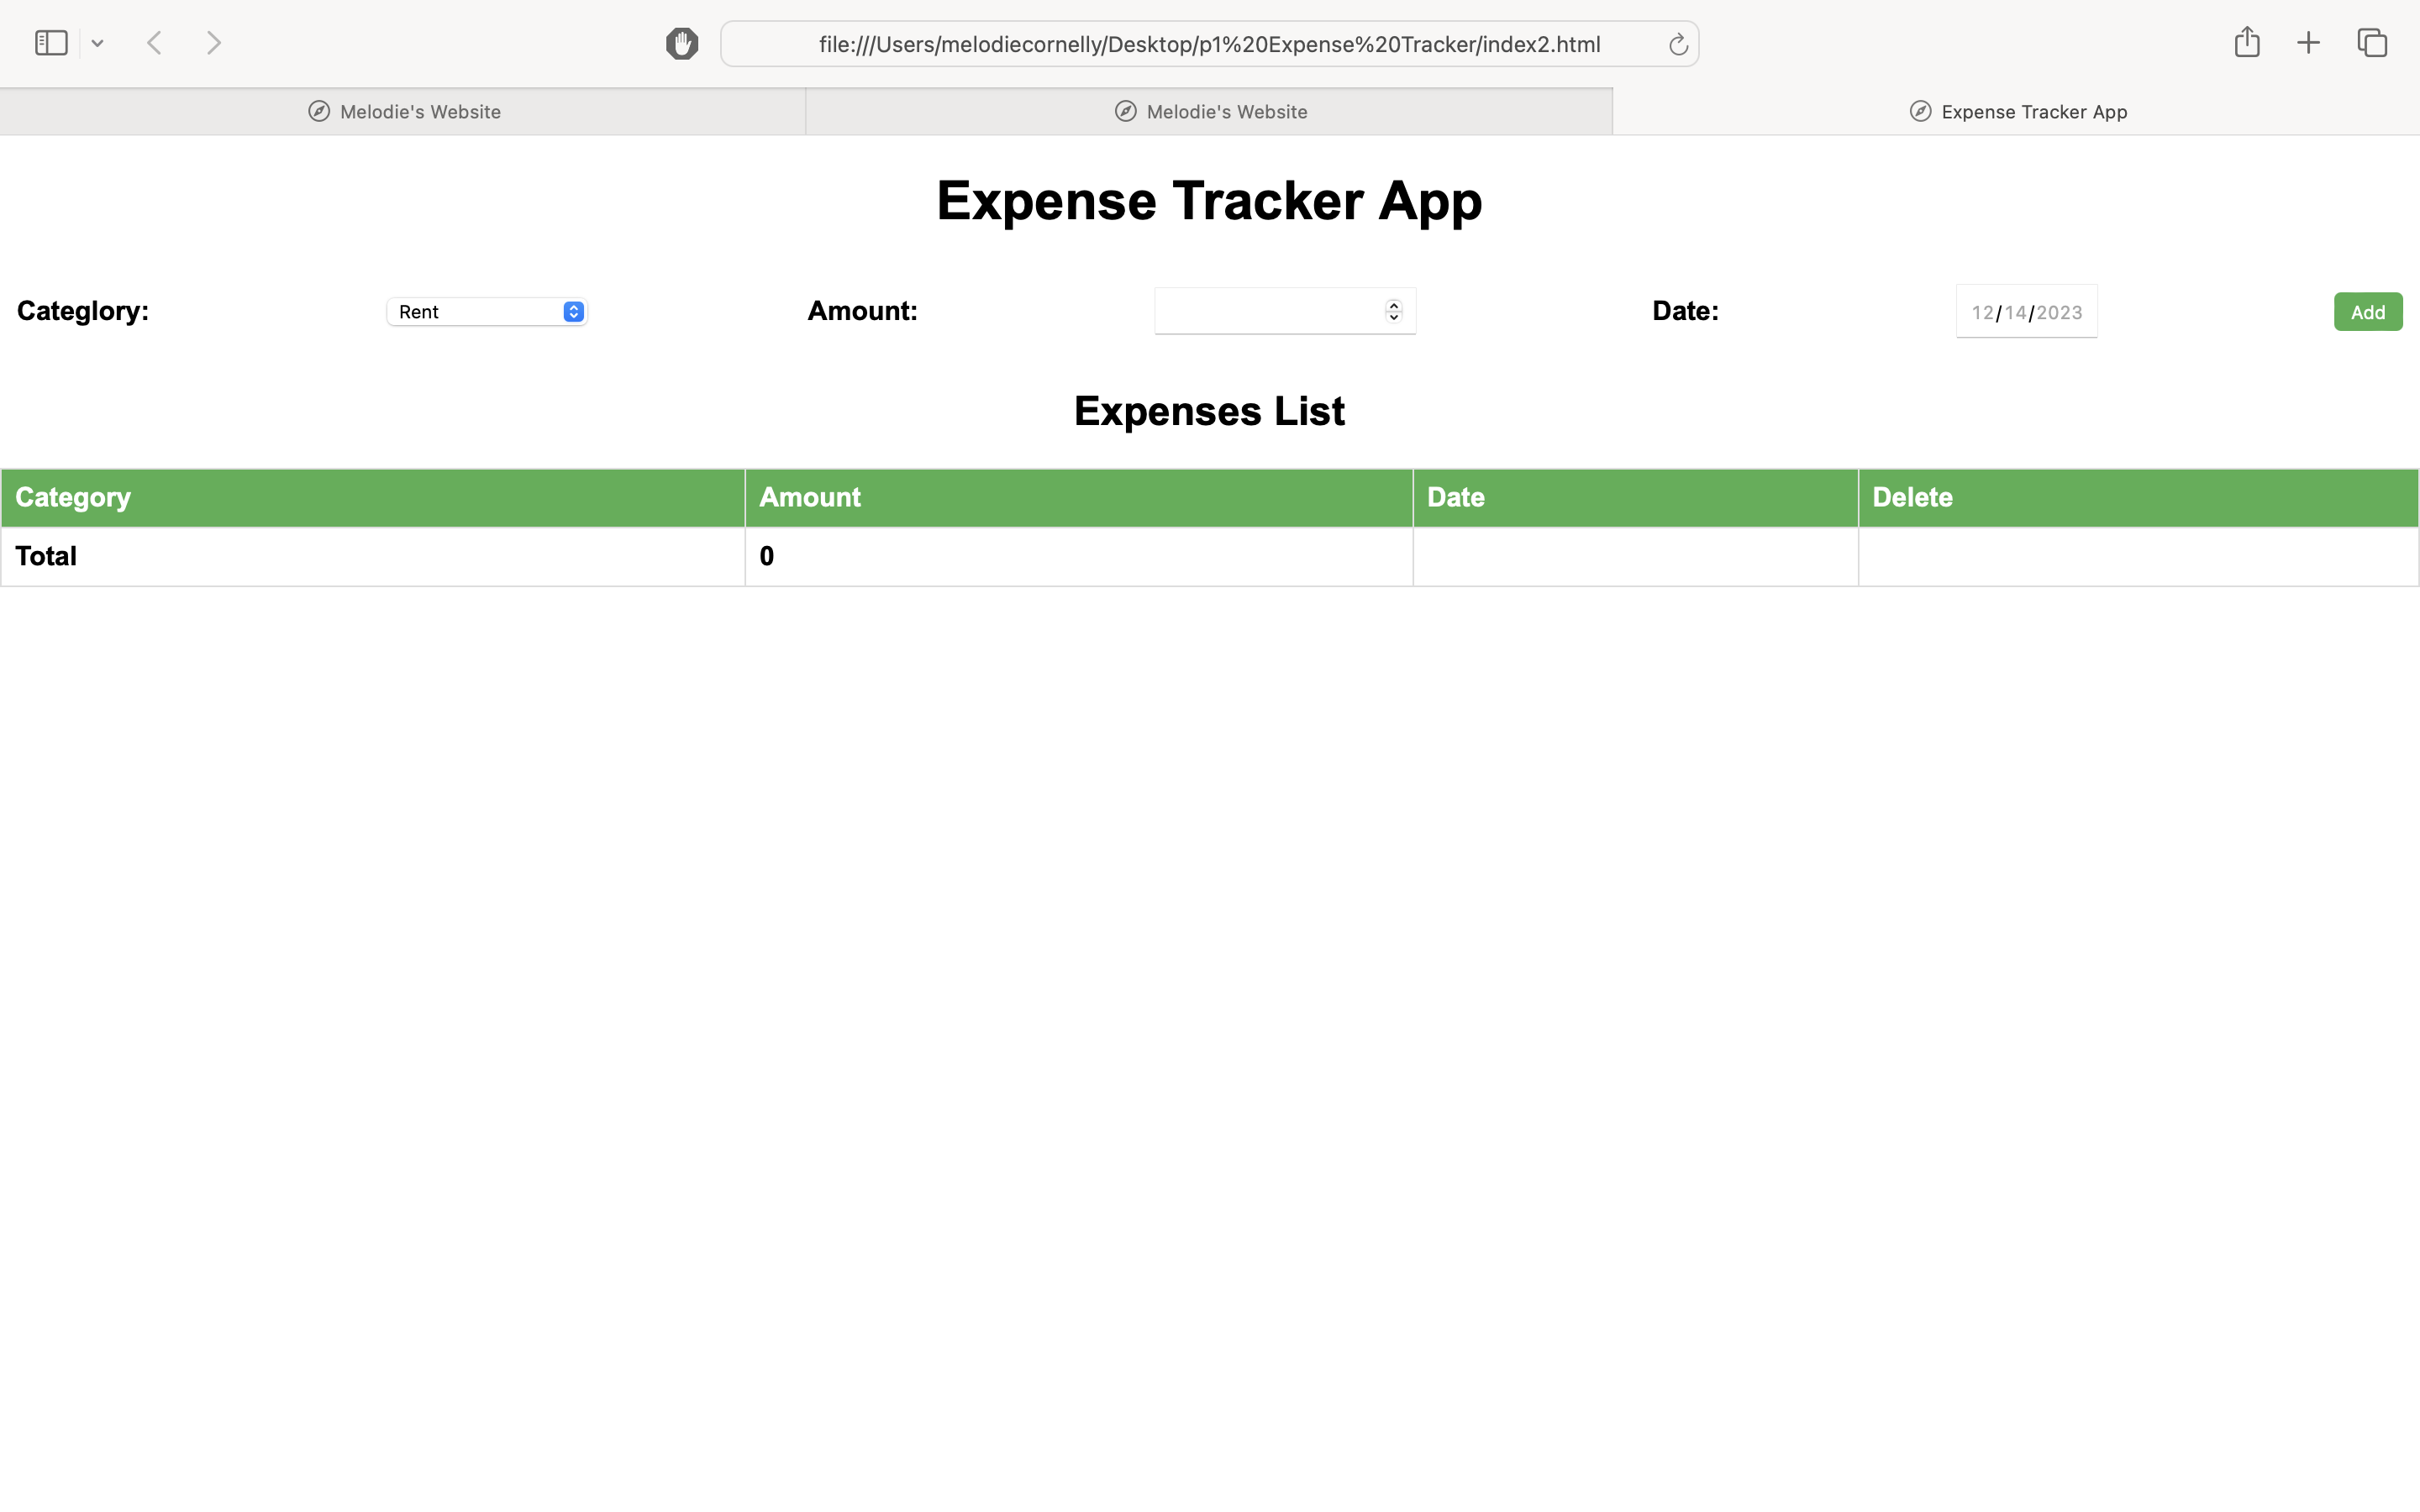 file:///Users/melodiecornelly/Desktop/p1%20Expense%20Tracker/index2.html
Melodie's Website
Melodie's Website
Expense Tracker App
Expense Tracker App
Categlory:
Rent
Amount:
Date:
12/14/2023
Add
Expenses List
Category
Amount
Date
Delete
Total
0